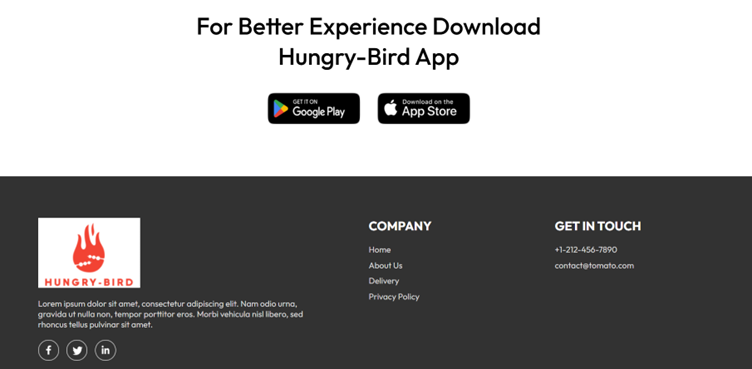 For Better Experience Download
Hungry-Bird App
GET IT ON
Google Play
Download on the
App Store
HUNGRY-BIRD
Lorem ipsum dolor sit amet, consectetur adipiscing elit. Nam odio urna,
gravida ut nulla non, tempor porttitor eros. Morbi vehicula nisl libero, sed
rhoncus tellus pulvinar sit amet.
COMPANY
Home
About Us
Delivery
Privacy Policy
GET IN TOUCH
+1-212-456-7890
contact@tomato.com